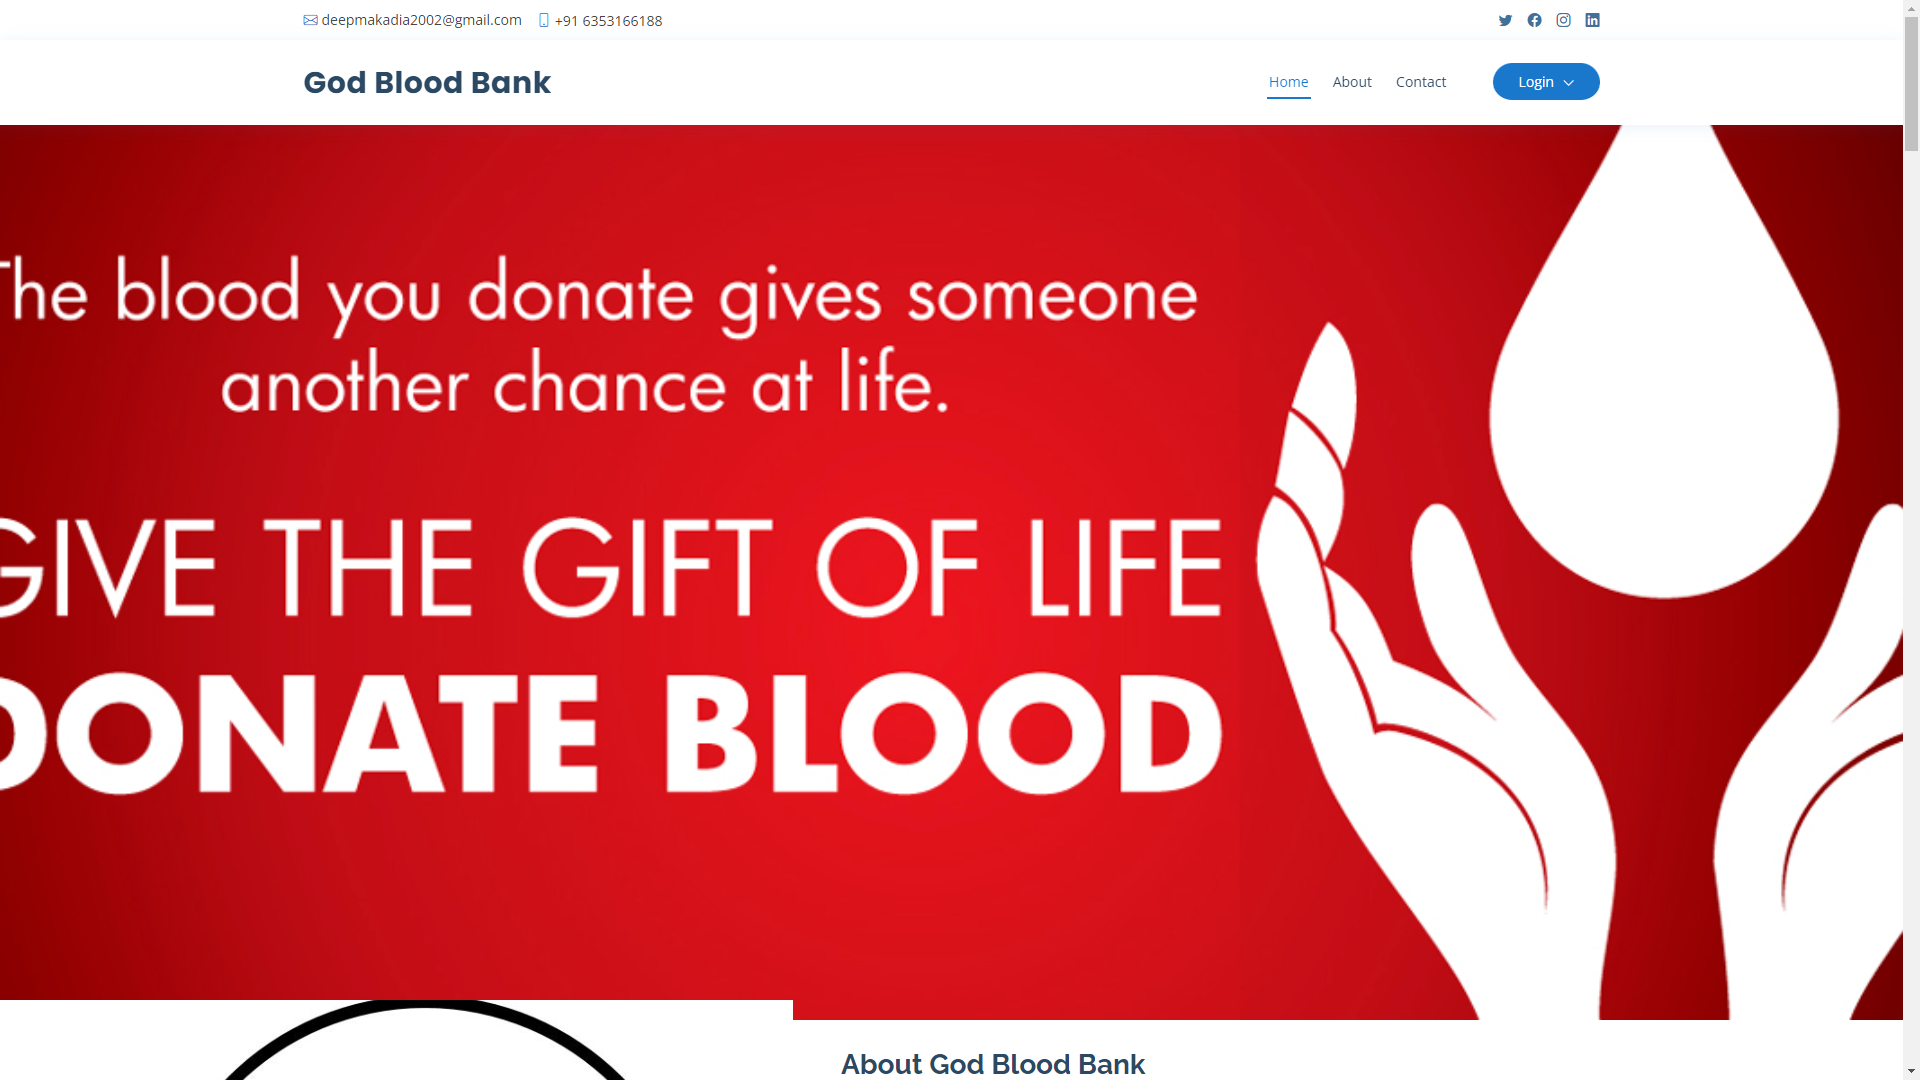 deepmakadia2002@gmail.com +91 6353166188
God Blood Bank
Home About Contact Login
The blood you donate gives someone
another chance at life.
GIVE THE GIFT OF LIFE
DONATE BLOOD
About God Blood Bank